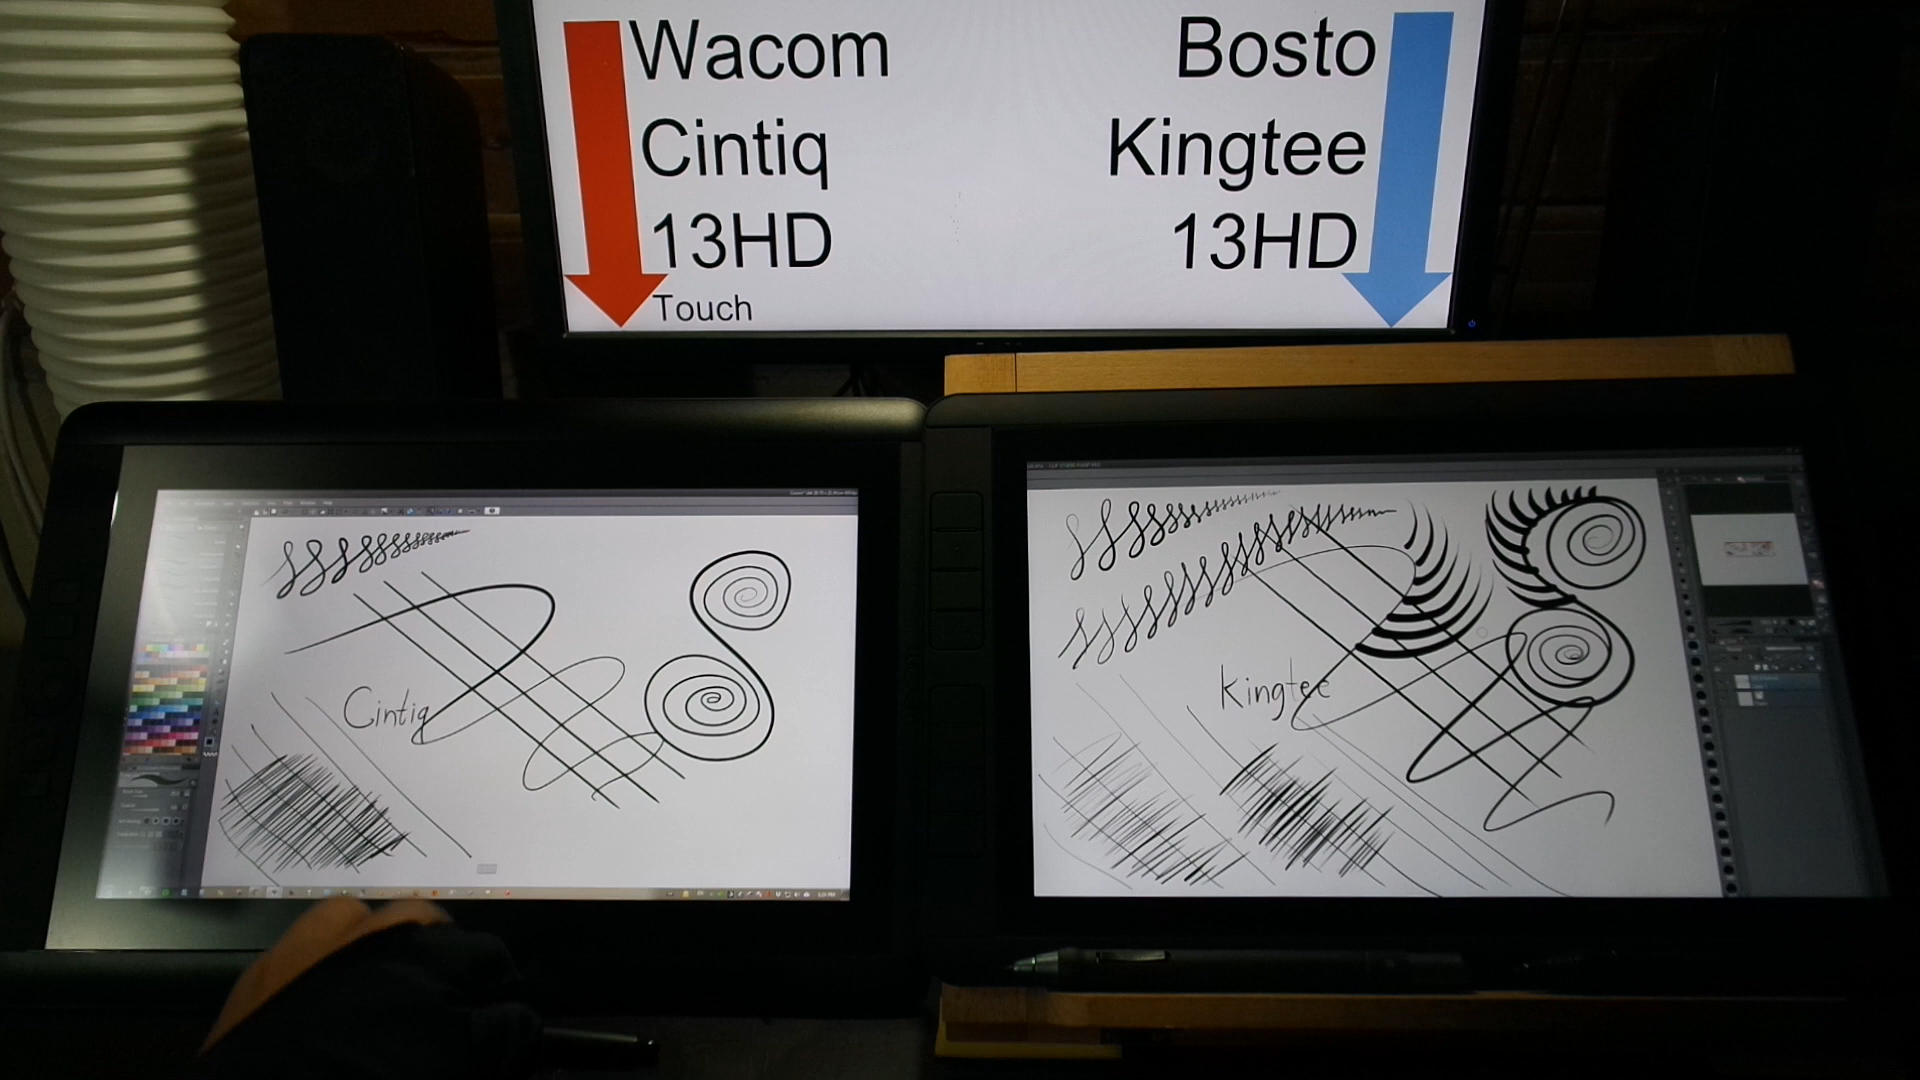 Wacom
Cintiq
13HD
Touch
Bosto
Kingtee
13HD
Cintiq
Kingtee